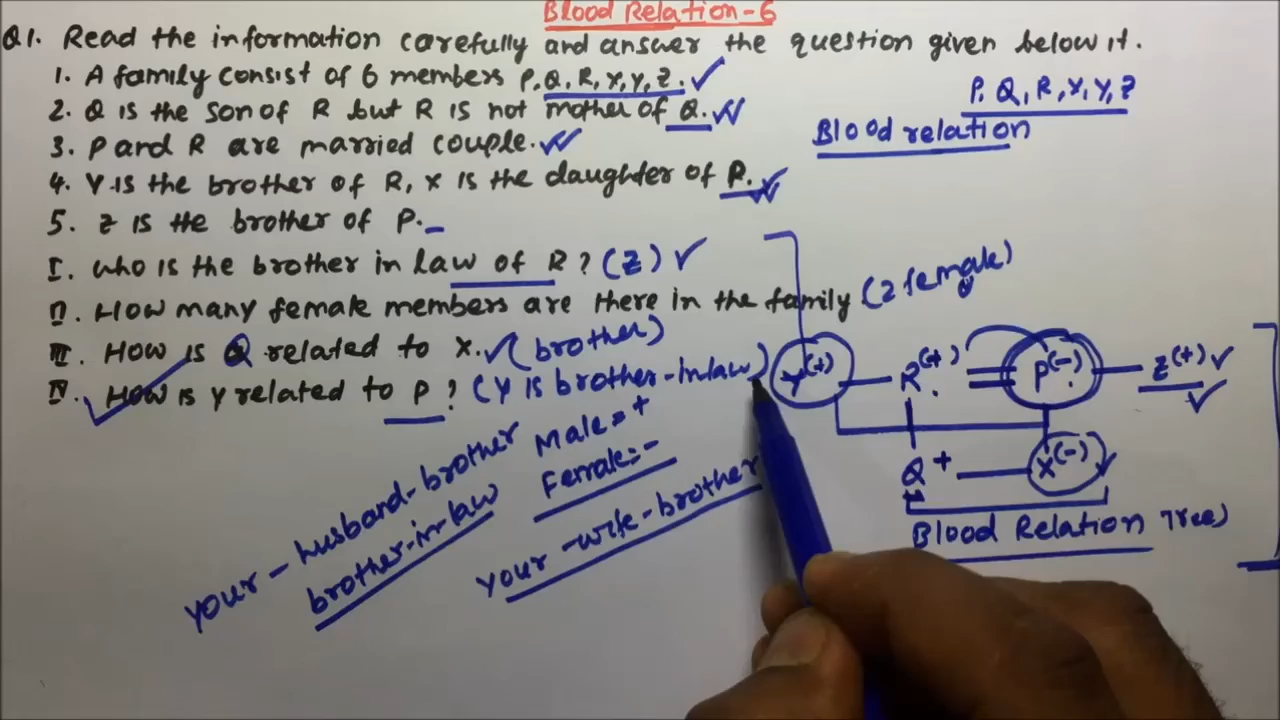 Blood Relation-6
Q1. Read the information carefully and answer the question given below it.
1. A family consist of 6 members P,Q,R,X,Y,Z.
P,Q,R,X,Y,Z
2. Q is the son of R but R is not mother of Q.
Blood relation
3. P and R are married couple.
4. Y is the brother of R, X is the daughter of P.
5. Z is the brother of P.
I. who is the brother in law of R? (Z)
II. How many female members are there in the family (2 female)
III. How is Q related to X. (brother)
IV. How is Y related to P? (Y is brother-in law)
Y(+) R(+) P(-) Z(+)
Q+ X(-)
Blood Relation Tree)
Male = +
Female = -
your - husband - brother
brother-in-law
your - wife - brother